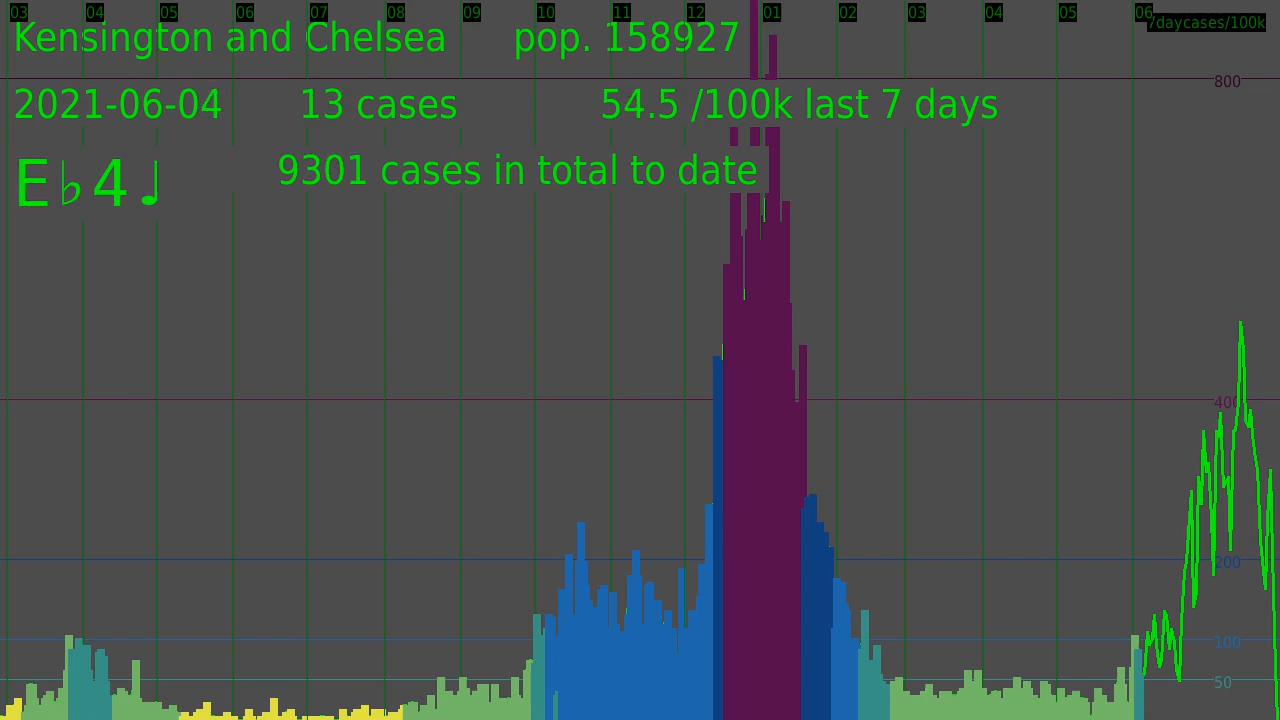 03 04 05 06 07 08 09 10 11 12 01 02 03 04 05 06
7daycases/100k
Kensington and Chelsea pop. 158927
800
2021-06-04 13 cases 54.5 /100k last 7 days
E♭4♩ 9301 cases in total to date
400
200
100
50